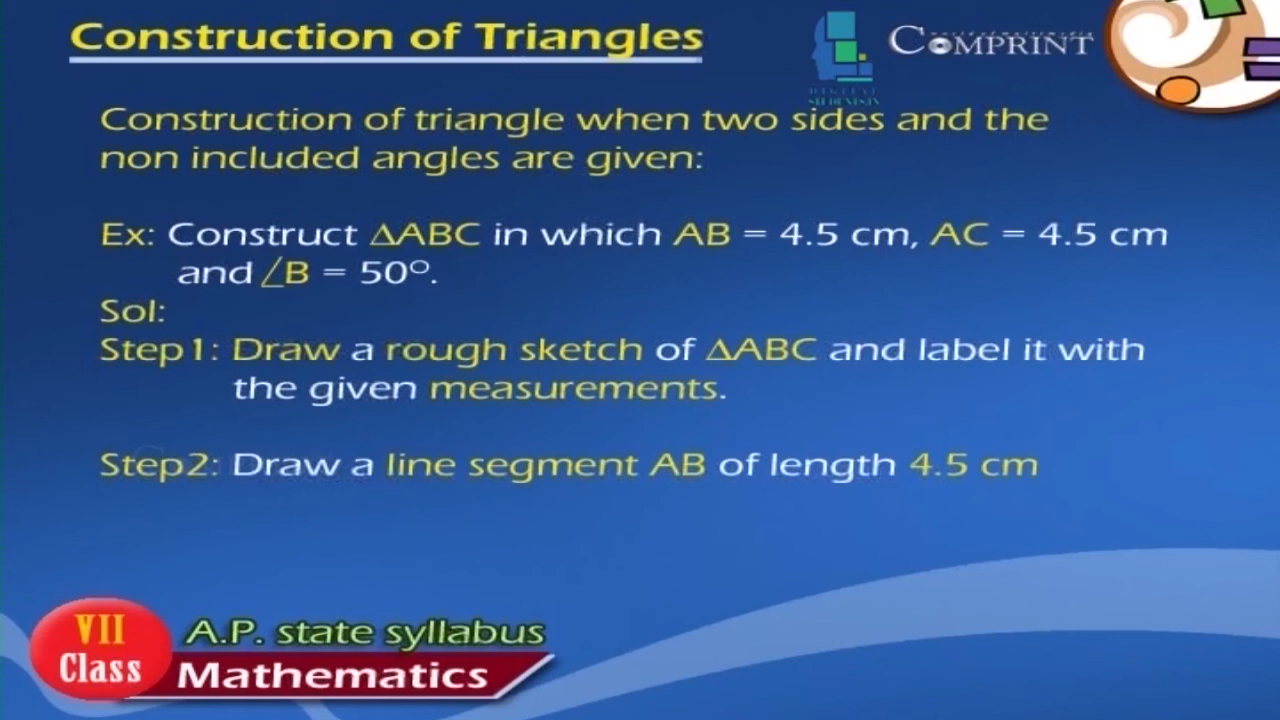 Construction of Triangles
COMPRINT
Construction of triangle when two sides and the
non included angles are given:
Ex: Construct ΔABC in which AB = 4.5 cm, AC = 4.5 cm
and ∠B = 50°.
Sol:
Step1: Draw a rough sketch of ΔABC and label it with
the given measurements.
Step2: Draw a line segment AB of length 4.5 cm
VII
Class
A.P. state syllabus
Mathematics